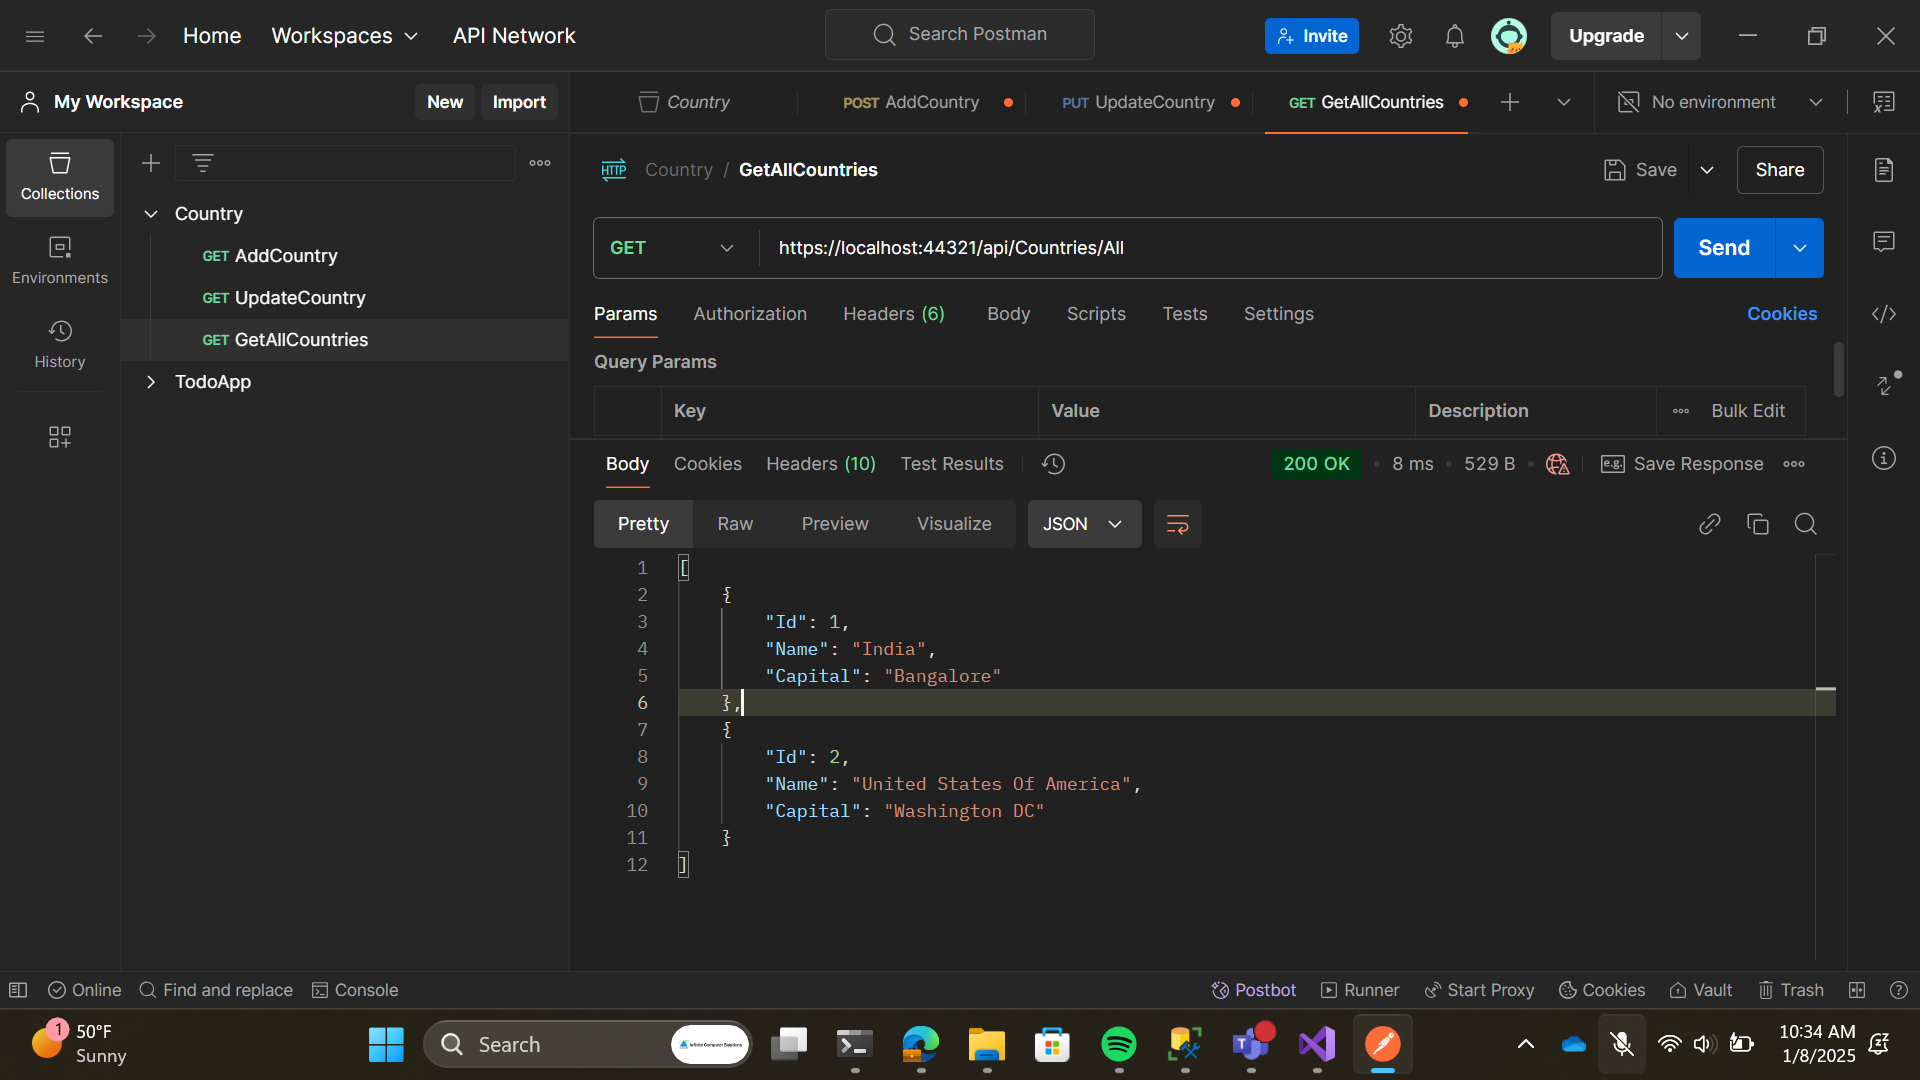 Home Workspaces API Network Search Postman Invite Upgrade
My Workspace New Import Country POST AddCountry PUT UpdateCountry GET GetAllCountries No environment
Collections
Environments
History
Country
GET AddCountry
GET UpdateCountry
GET GetAllCountries
TodoApp
HTTP Country / GetAllCountries Save Share
GET https://localhost:44321/api/Countries/All Send
Params Authorization Headers (6) Body Scripts Tests Settings Cookies
Query Params
Key Value Description Bulk Edit
Body Cookies Headers (10) Test Results 200 OK 8 ms 529 B e.g. Save Response
Pretty Raw Preview Visualize JSON
1 [
2 {
3 "Id": 1,
4 "Name": "India",
5 "Capital": "Bangalore"
6 },
7 {
8 "Id": 2,
9 "Name": "United States Of America",
10 "Capital": "Washington DC"
11 }
12 ]
Online Find and replace Console Postbot Runner Start Proxy Cookies Vault Trash
1 50°F
Sunny
Search
Infinite Computer Solutions
10:34 AM
1/8/2025